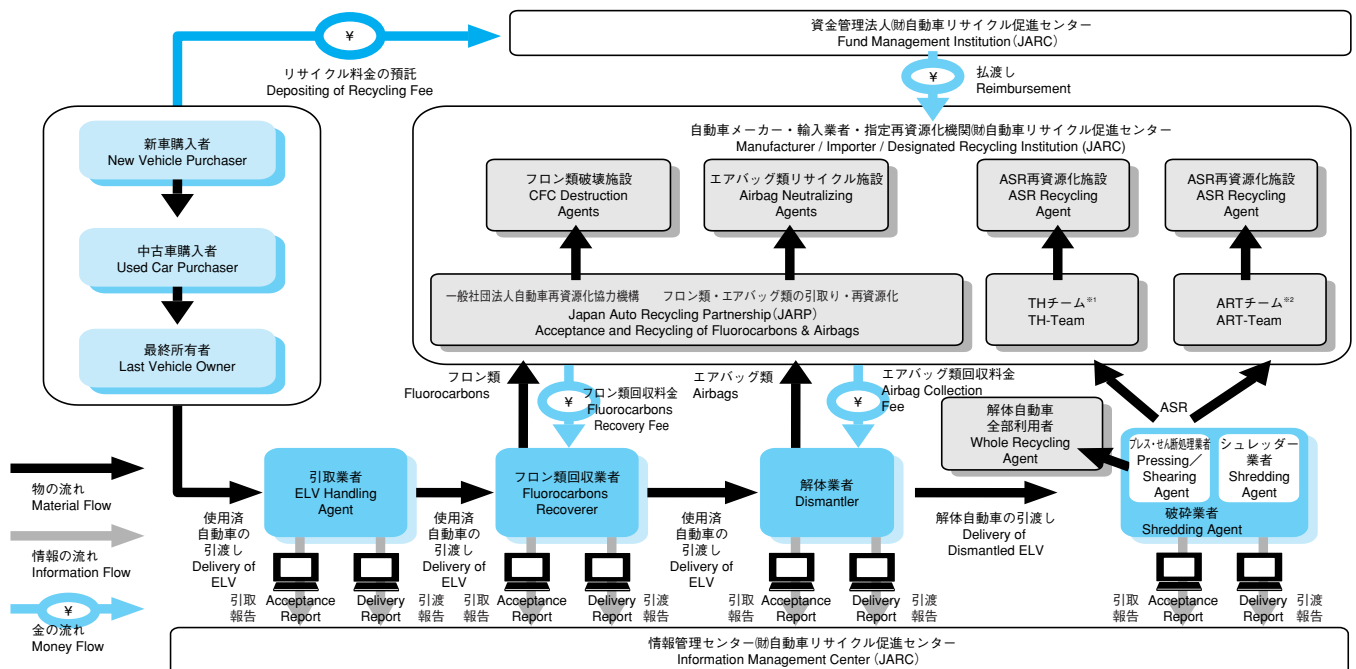 資金管理法人㈶自動車リサイクル促進センター
Fund Management Institution (JARC)
¥
リサイクル料金の預託
Depositing of Recycling Fee
¥
払渡し
Reimbursement
新車購入者
New Vehicle Purchaser
中古車購入者
Used Car Purchaser
最終所有者
Last Vehicle Owner
自動車メーカー・輸入業者・指定再資源化機関㈶自動車リサイクル促進センター
Manufacturer / Importer / Designated Recycling Institution (JARC)
フロン類破壊施設
CFC Destruction
Agents
エアバッグ類リサイクル施設
Airbag Neutralizing
Agents
ASR再資源化施設
ASR Recycling
Agent
ASR再資源化施設
ASR Recycling
Agent
一般社団法人自動車再資源化協力機構 フロン類・エアバッグ類の引取り・再資源化
Japan Auto Recycling Partnership (JARP)
Acceptance and Recycling of Fluorocarbons & Airbags
THチーム※1
TH-Team
ARTチーム※2
ART-Team
フロン類
Fluorocarbons
¥
フロン類回収料金
Fluorocarbons
Recovery Fee
エアバッグ類
Airbags
¥
エアバッグ類回収料金
Airbag Collection
Fee
ASR
解体自動車
全部利用者
Whole Recycling
Agent
プレス・せん断処理業者
Pressing／
Shearing
Agent
シュレッダー
業者
Shredding
Agent
破砕業者
Shredding Agent
引取業者
ELV Handling
Agent
フロン類回収業者
Fluorocarbons
Recoverer
解体業者
Dismantler
物の流れ
Material Flow
情報の流れ
Information Flow
¥
金の流れ
Money Flow
使用済
自動車の
引渡し
Delivery of
ELV
使用済
自動車の
引渡し
Delivery of
ELV
使用済
自動車の
引渡し
Delivery of
ELV
解体自動車の引渡し
Delivery of
Dismantled ELV
引取
報告
Acceptance
Report
Delivery
Report
引渡
報告
引取
報告
Acceptance
Report
Delivery
Report
引渡
報告
引取
報告
Acceptance
Report
Delivery
Report
引渡
報告
引取
報告
Acceptance
Report
Delivery
Report
引渡
報告
情報管理センター㈶自動車リサイクル促進センター
Information Management Center (JARC)